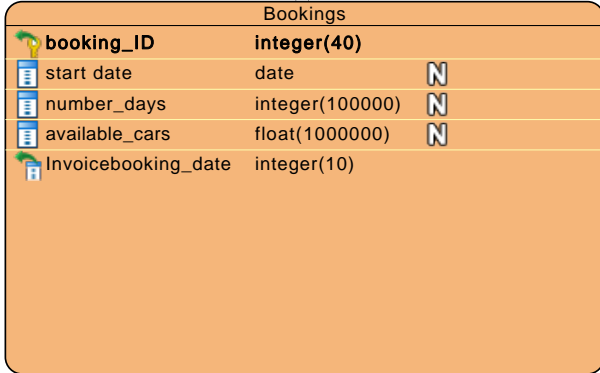 Bookings
booking_ID integer(40)
start date date N
number_days integer(100000) N
available_cars float(1000000) N
Invoicebooking_date integer(10)